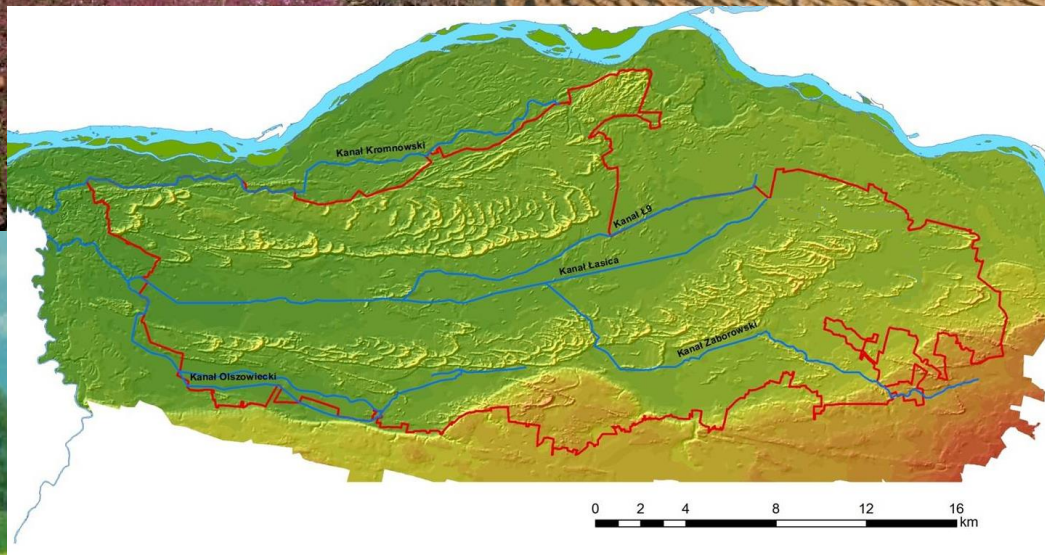 Kanał Kromnowski
Kanał Ł9
Kanał Łasica
Kanał Zaborowski
Kanał Olszowiecki
0 2 4 8 12 16
km